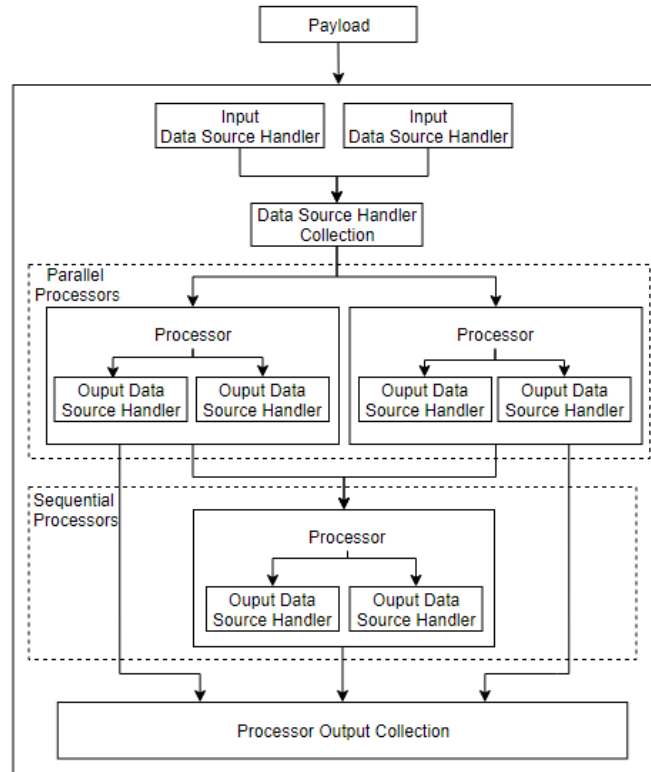 Payload
Input
Data Source Handler
Input
Data Source Handler
Data Source Handler
Collection
Parallel
Processors
Processor
Ouput Data
Source Handler
Ouput Data
Source Handler
Processor
Ouput Data
Source Handler
Ouput Data
Source Handler
Sequential
Processors
Processor
Ouput Data
Source Handler
Ouput Data
Source Handler
Processor Output Collection